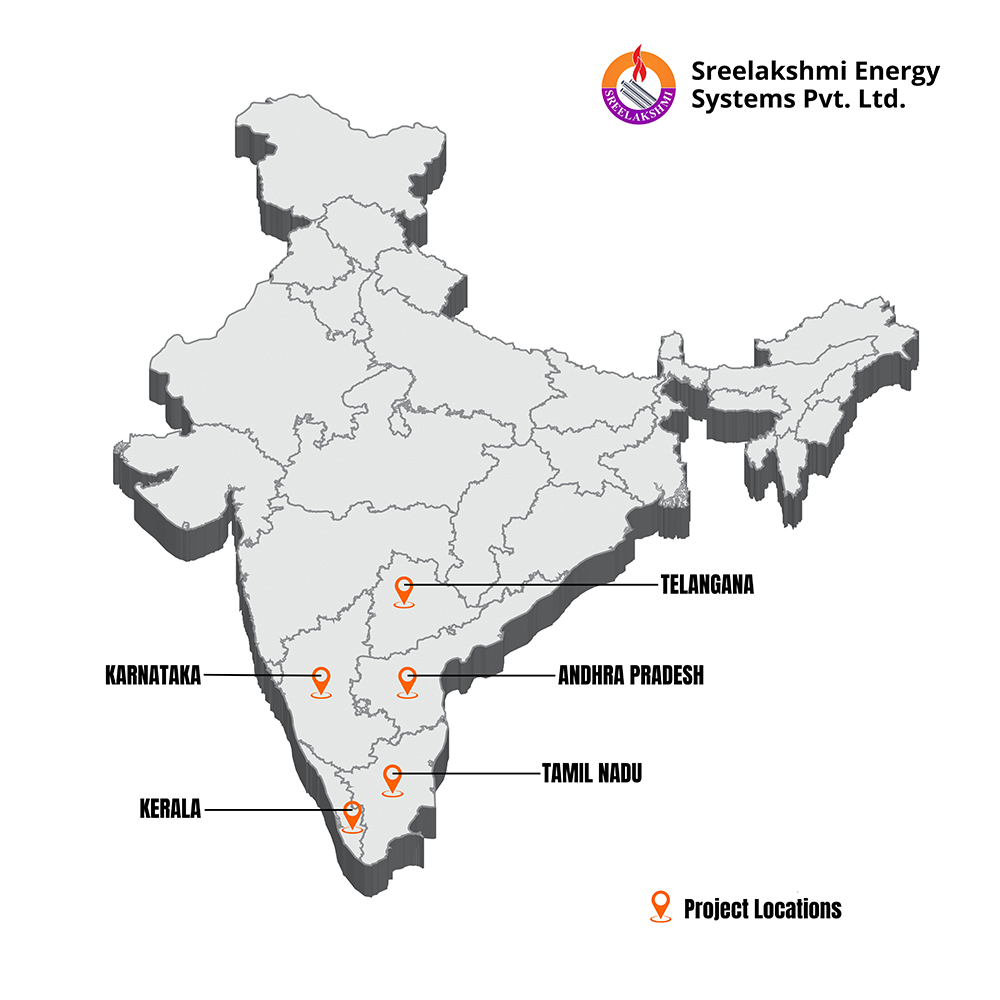 Sreelakshmi Energy
Systems Pvt. Ltd.
SREELAKSHMI
TELANGANA
KARNATAKA
ANDHRA PRADESH
TAMIL NADU
KERALA
Project Locations